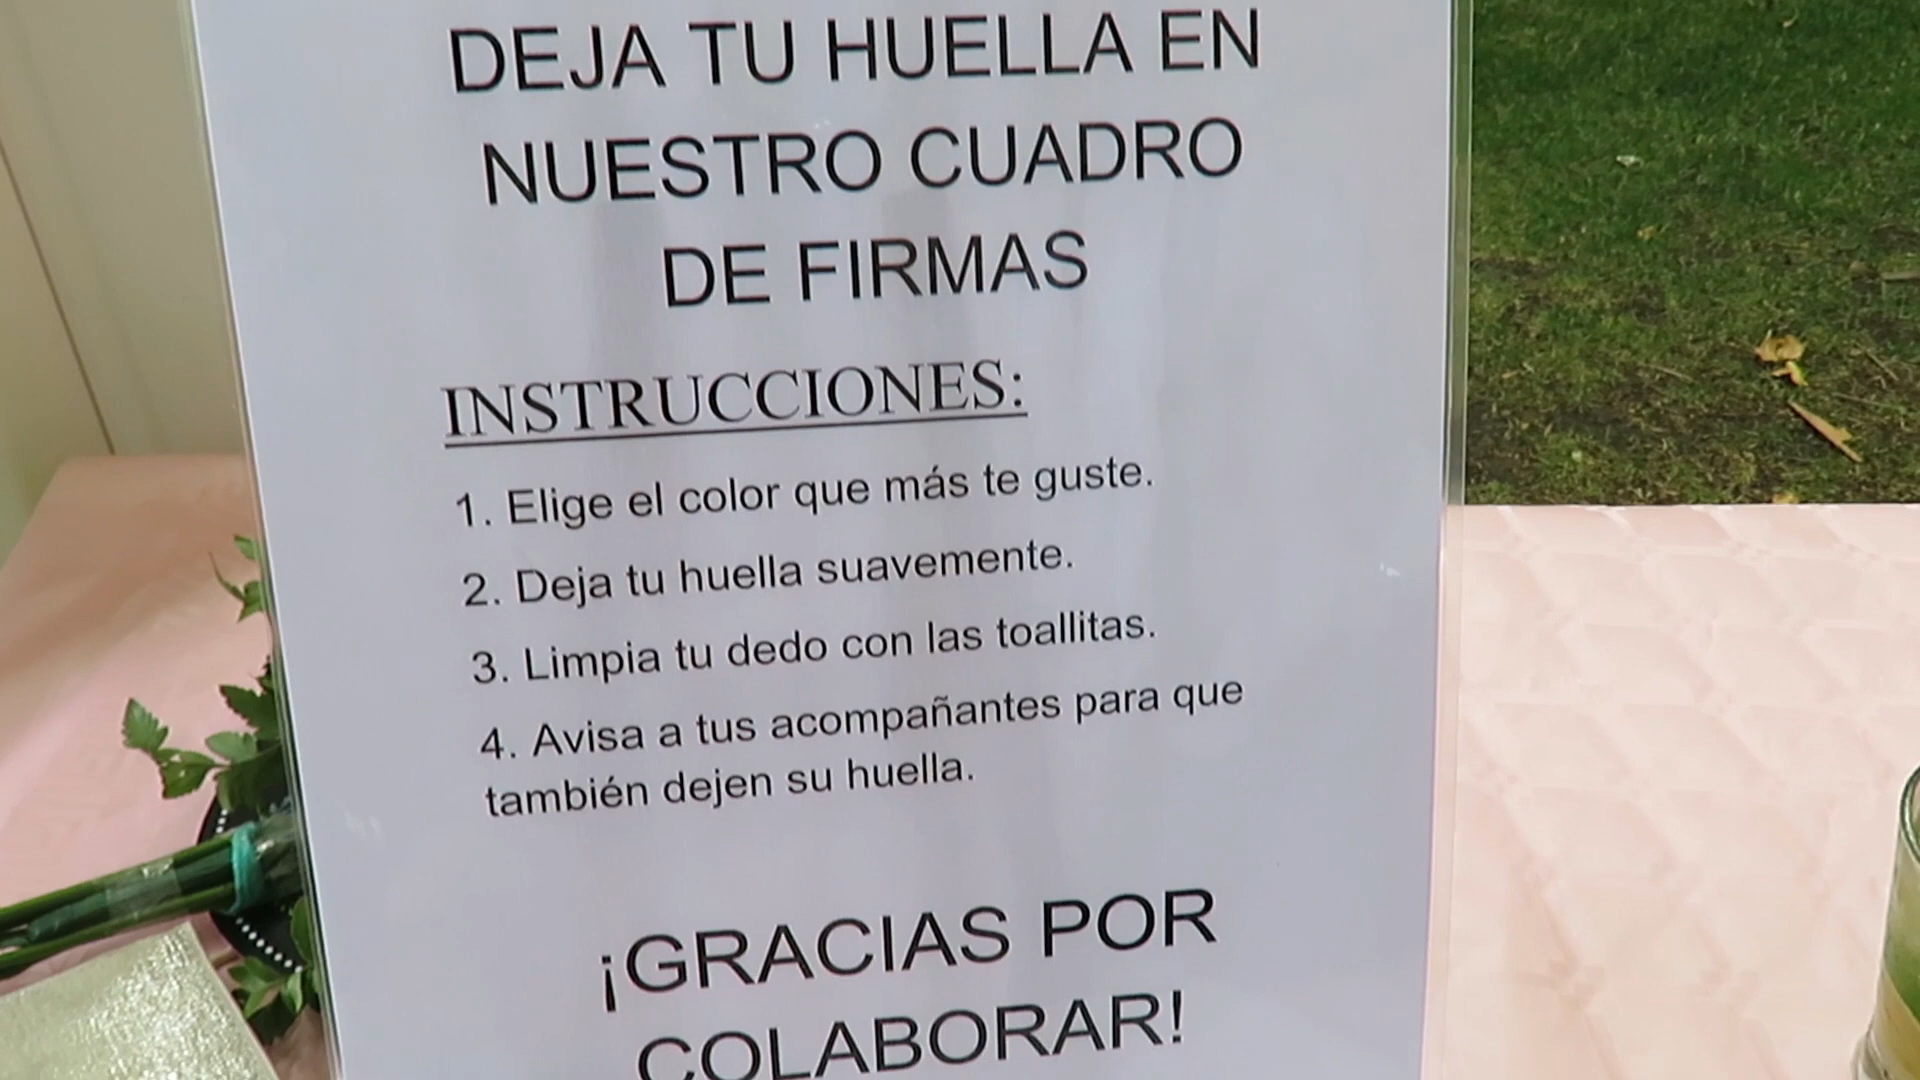 DEJA TU HUELLA EN
NUESTRO CUADRO
DE FIRMAS
INSTRUCCIONES:
1. Elige el color que más te guste.
2. Deja tu huella suavemente.
3. Limpia tu dedo con las toallitas.
4. Avisa a tus acompañantes para que
también dejen su huella.
¡GRACIAS POR
COLABORAR!